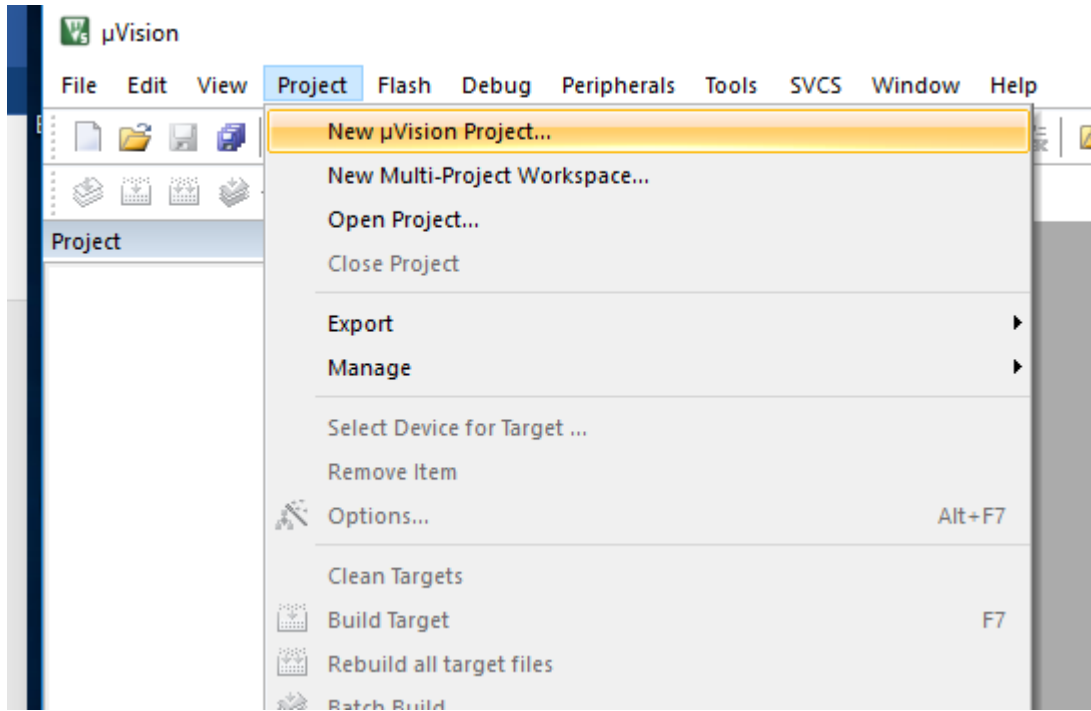 µVision
File Edit View Project Flash Debug Peripherals Tools SVCS Window Help
New µVision Project...
New Multi-Project Workspace...
Open Project...
Project
Close Project
Export
Manage
Select Device for Target ...
Remove Item
Options... Alt+F7
Clean Targets
Build Target F7
Rebuild all target files
Batch Build